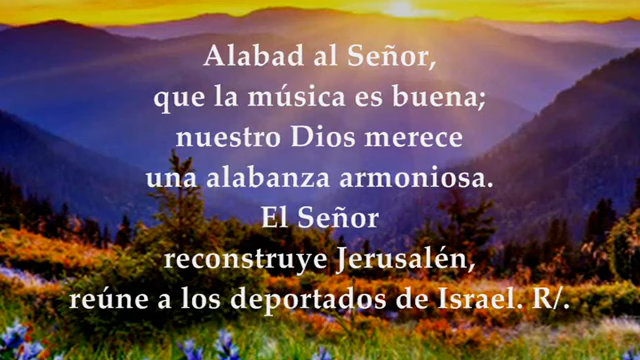 Alabad al Señor,
que la música es buena;
nuestro Dios merece
una alabanza armoniosa.
El Señor
reconstruye Jerusalén,
reúne a los deportados de Israel. R/.